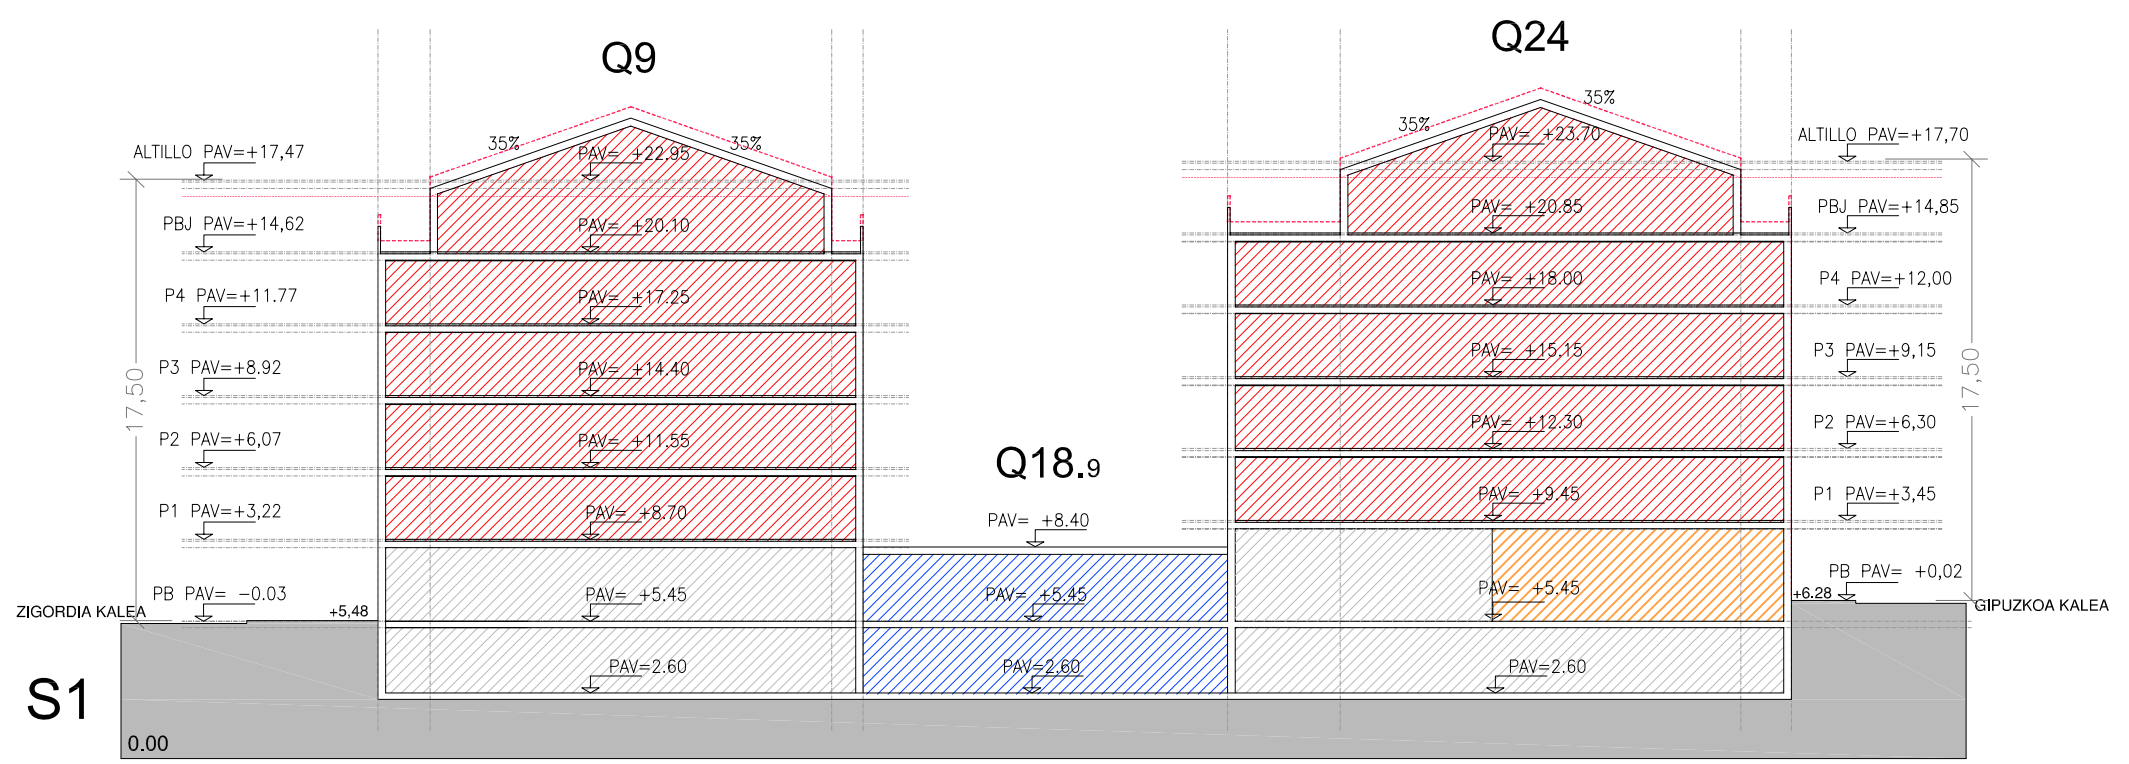 Q9
Q24
35%
35%
35%
35%
ALTILLO PAV=+17,47
PAV= +22.95
PAV= +23.70
ALTILLO PAV=+17,70
PBJ PAV=+14,62
PAV= +20.10
PAV= +20.85
PBJ PAV=+14,85
P4 PAV=+11.77
PAV= +17.25
PAV= +18.00
P4 PAV=+12,00
17,50
P3 PAV=+8.92
PAV= +14.40
PAV= +15.15
P3 PAV=+9,15
17,50
P2 PAV=+6,07
PAV= +11.55
PAV= +12.30
P2 PAV=+6,30
Q18.9
P1 PAV=+3,22
PAV= +8.70
PAV= +8.40
PAV= +9.45
P1 PAV=+3,45
PB PAV= -0.03
PAV= +5.45
PAV= +5.45
PAV= +5.45
PB PAV= +0,02
ZIGORDIA KALEA
+5,48
+6.28
GIPUZKOA KALEA
PAV=2.60
PAV=2.60
PAV=2.60
S1
0.00